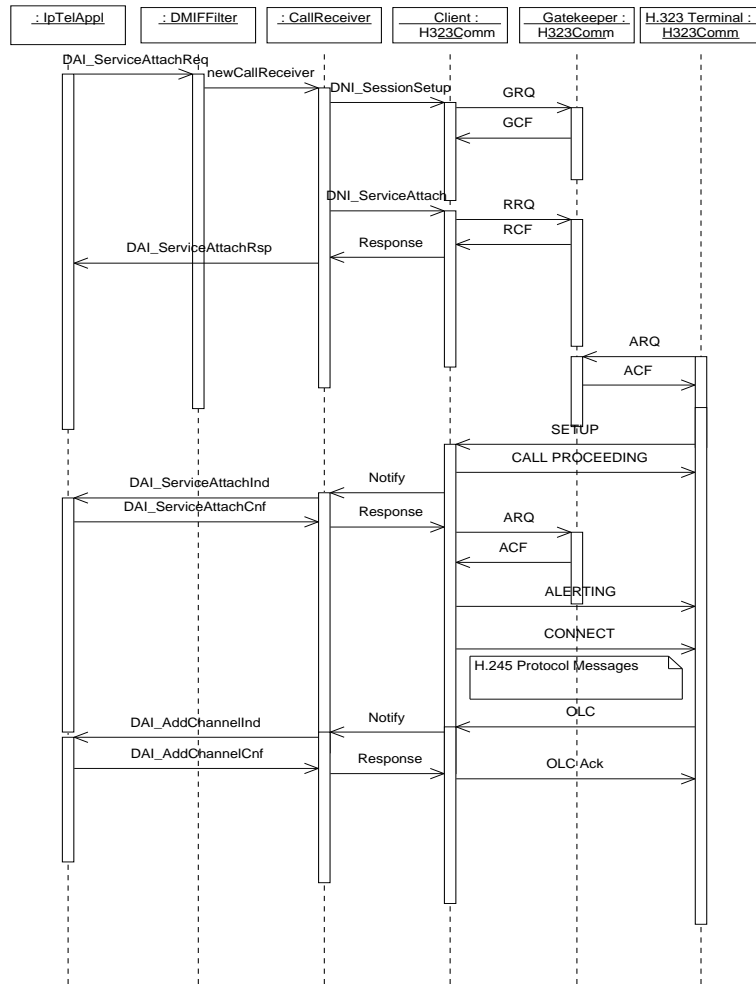 : IpTelAppl
: DMIFFilter
: CallReceiver
Client :
H323Comm
Gatekeeper :
H323Comm
H.323 Terminal :
H323Comm
DAI_ServiceAttachReq
newCallReceiver
DNI_SessionSetup
GRQ
GCF
DNI_ServiceAttach
RRQ
RCF
Response
DAI_ServiceAttachRsp
ARQ
ACF
SETUP
CALL PROCEEDING
Notify
DAI_ServiceAttachInd
DAI_ServiceAttachCnf
Response
ARQ
ACF
ALERTING
CONNECT
H.245 Protocol Messages
OLC
Notify
DAI_AddChannelInd
DAI_AddChannelCnf
Response
OLC Ack